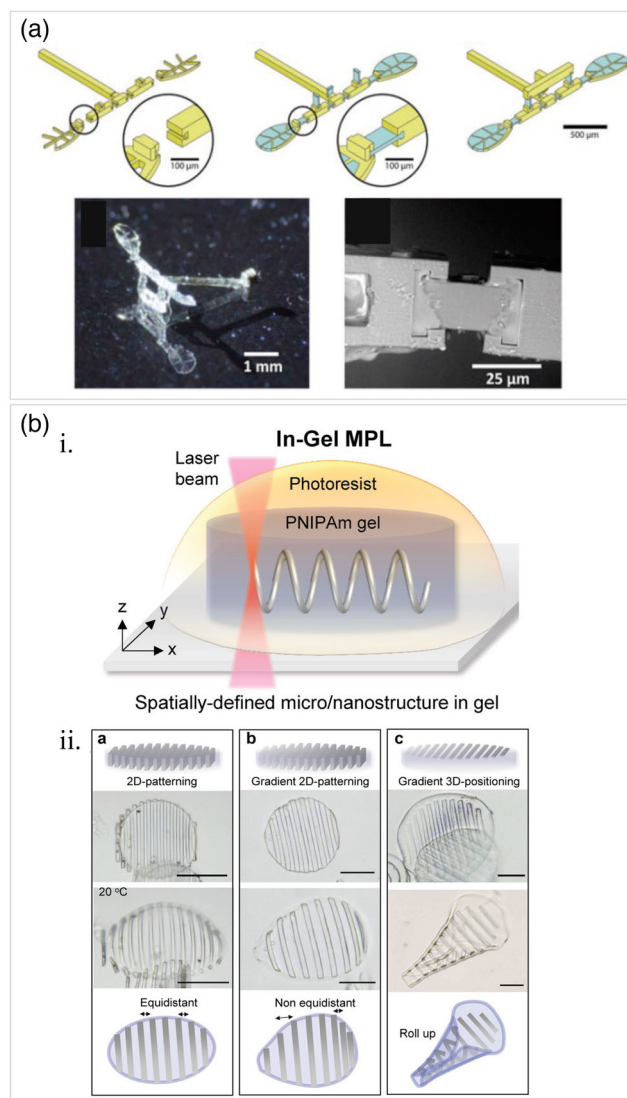 (a)
100 µm
100 µm
500 µm
1 mm
25 µm
(b)
i.
In-Gel MPL
Laser
beam
Photoresist
PNIPAm gel
z
y
x
Spatially-defined micro/nanostructure in gel
ii.
a
b
c
2D-patterning
Gradient 2D-patterning
Gradient 3D-positioning
20 °C
Equidistant
Non equidistant
Roll up